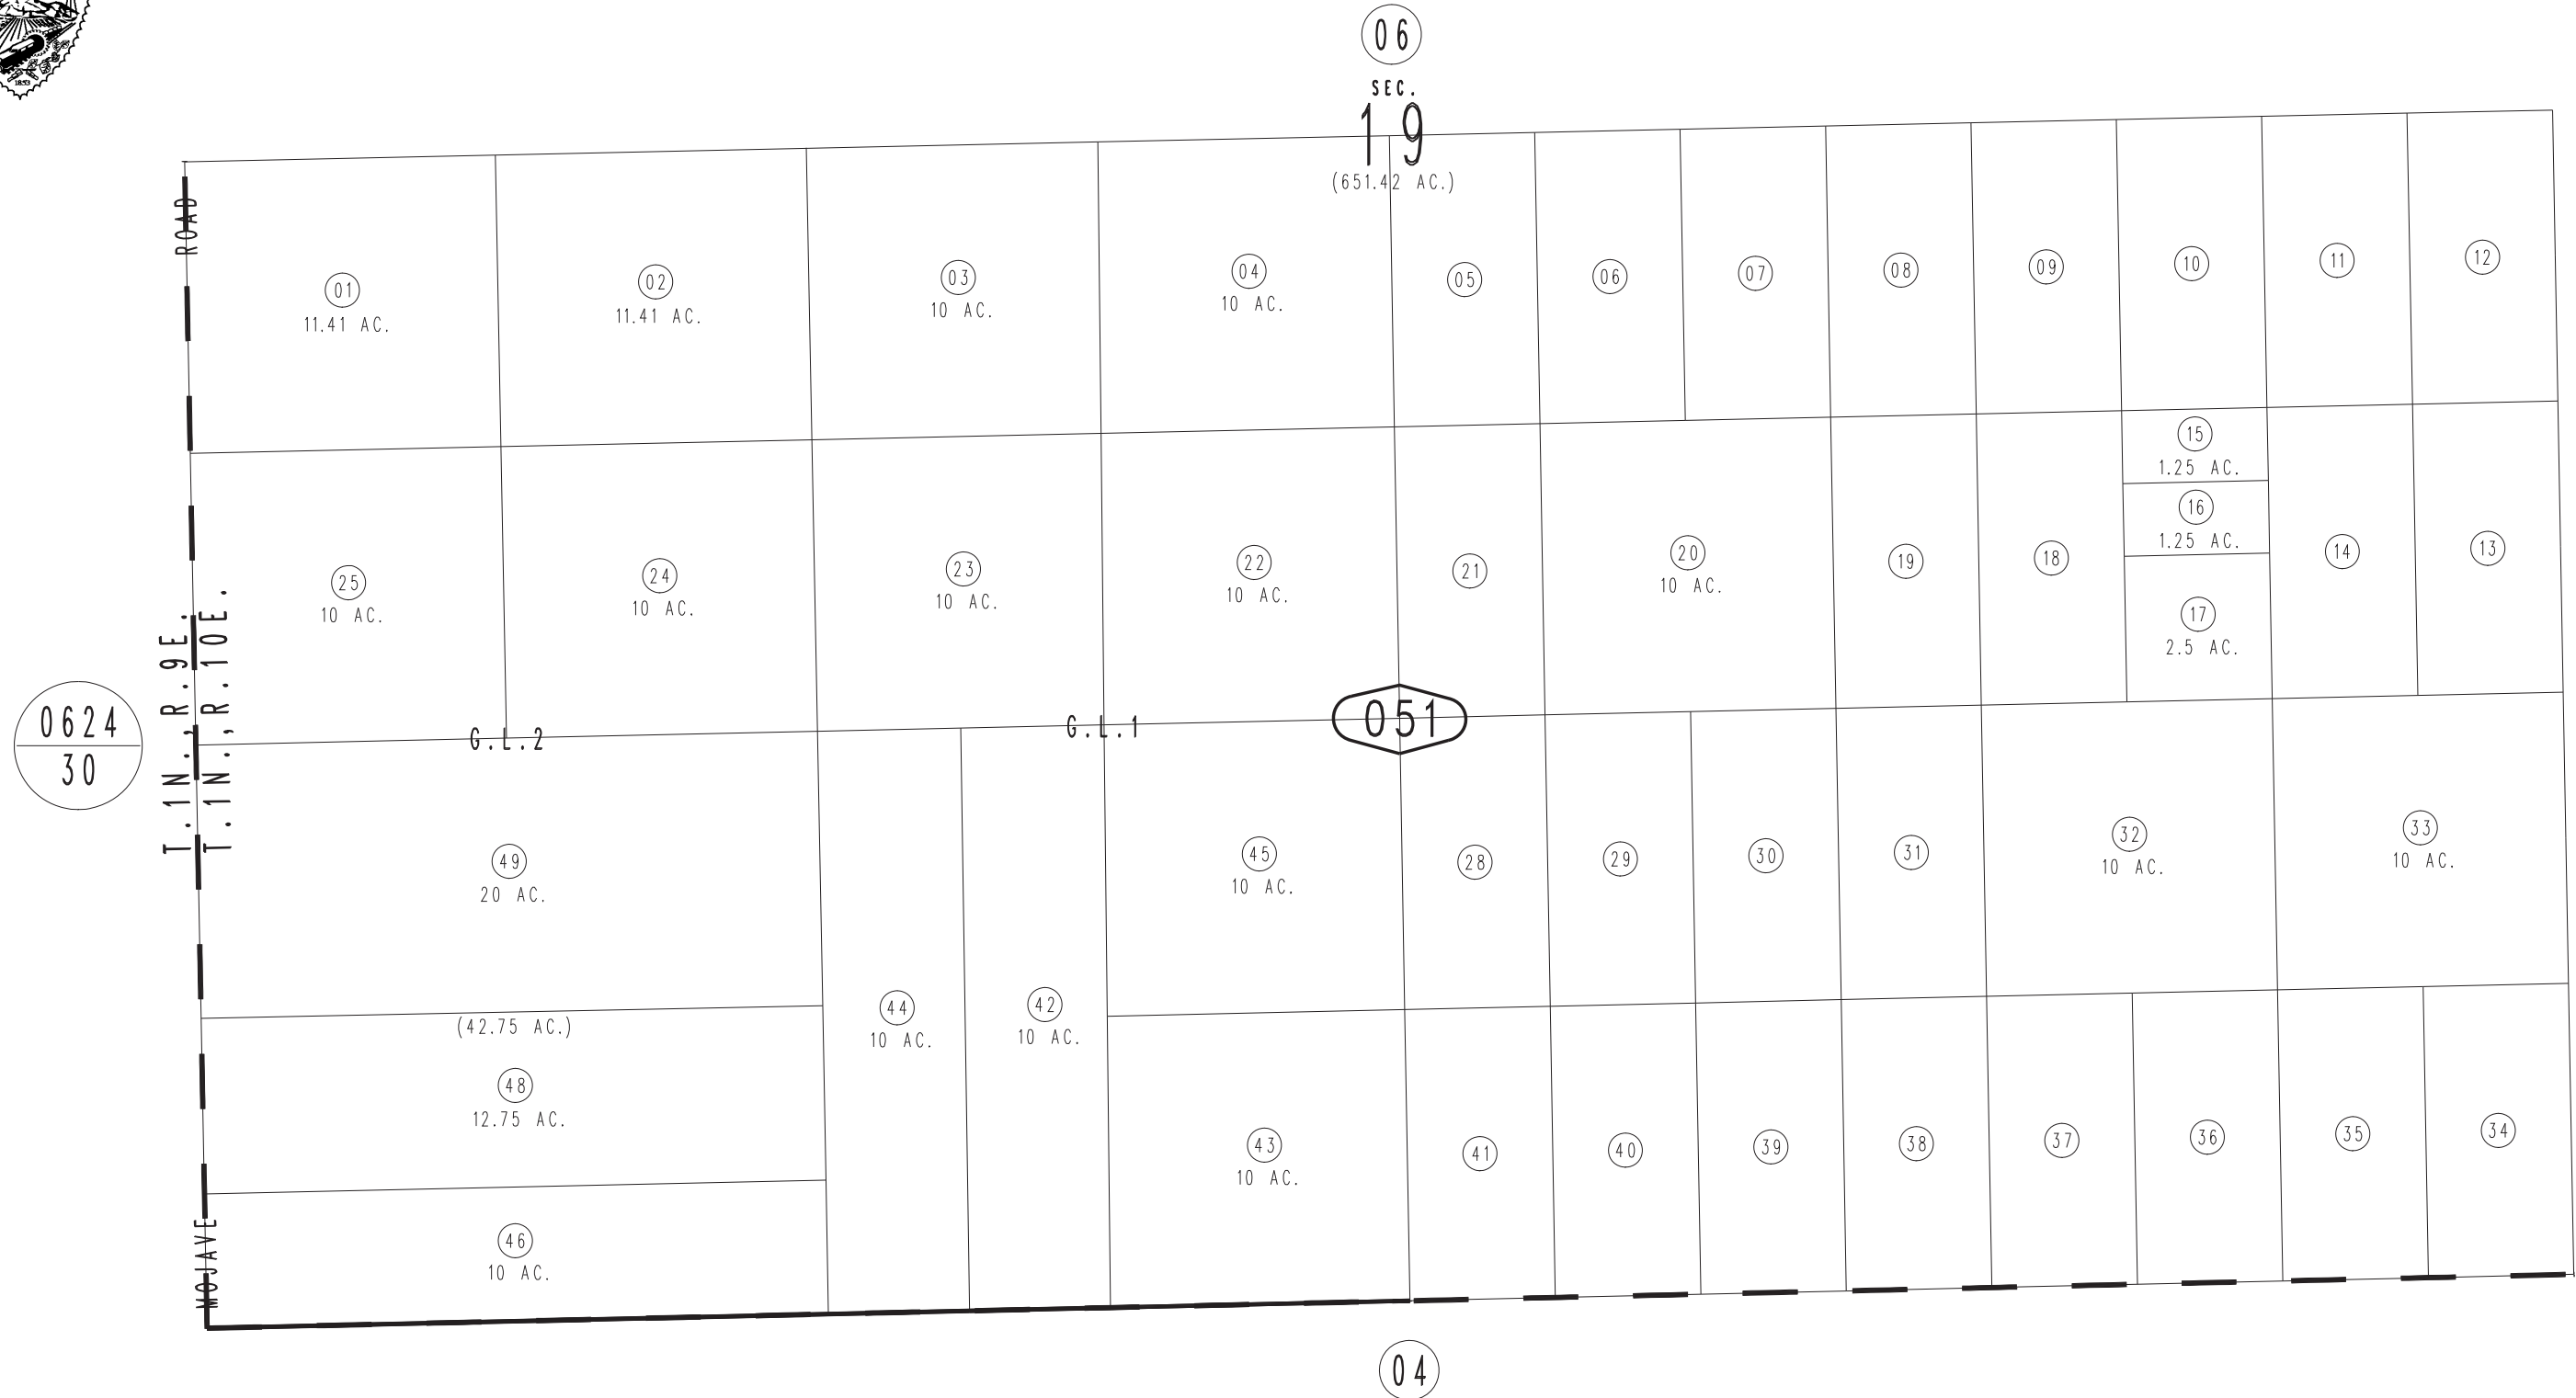 1853
06
SEC.
19
(651.42 AC.)
ROAD
01
11.41 AC.
02
11.41 AC.
03
10 AC.
04
10 AC.
05
06
07
08
09
10
11
12
25
10 AC.
24
10 AC.
23
10 AC.
22
10 AC.
21
20
10 AC.
19
18
15
1.25 AC.
16
1.25 AC.
17
2.5 AC.
14
13
T.1N.,R.9E.
T.1N.,R.10E.
0624
30
G.L.2
G.L.1
051
49
20 AC.
44
10 AC.
42
10 AC.
45
10 AC.
28
29
30
31
32
10 AC.
33
10 AC.
(42.75 AC.)
48
12.75 AC.
46
10 AC.
43
10 AC.
41
40
39
38
37
36
35
34
MOJAVE
04